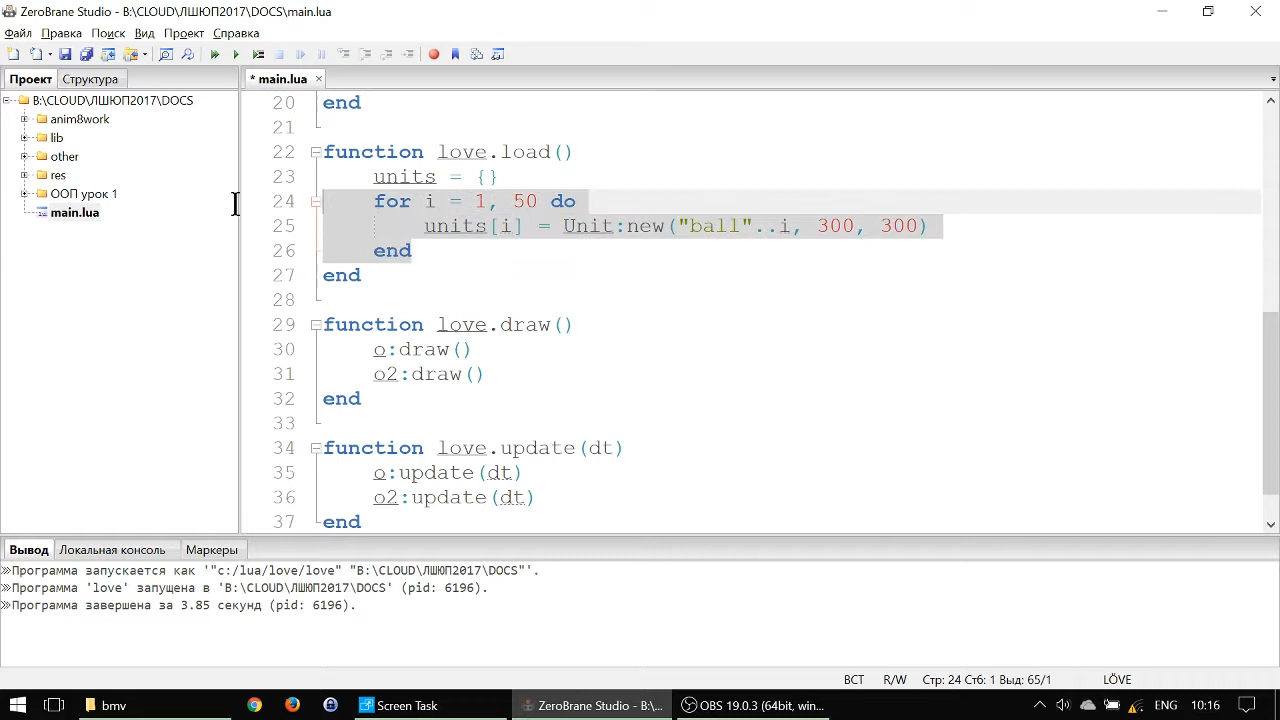 ZeroBrane Studio - B:\CLOUD\ЛШЮП2017\DOCS\main.lua
Файл Правка Поиск Вид Проект Справка
Проект Структура
* main.lua
B:\CLOUD\ЛШЮП2017\DOCS
anim8work
lib
other
res
ООП урок 1
main.lua
20 end
21
22 function love.load()
23 units = {}
24 for i = 1, 50 do
25 units[i] = Unit:new("ball"..i, 300, 300)
26 end
27 end
28
29 function love.draw()
30 o:draw()
31 o2:draw()
32 end
33
34 function love.update(dt)
35 o:update(dt)
36 o2:update(dt)
37 end
Вывод Локальная консоль Маркеры
Программа запускается как '"c:/lua/love/love" "B:\CLOUD\ЛШЮП2017\DOCS"'.
Программа 'love' запущена в 'B:\CLOUD\ЛШЮП2017\DOCS' (pid: 6196).
Программа завершена за 3.85 секунд (pid: 6196).
ВСТ R/W Стр: 24 Стб: 1 Выд: 65/1 LÖVE
bmv Screen Task ZeroBrane Studio - B:\... OBS 19.0.3 (64bit, win... ENG 10:16